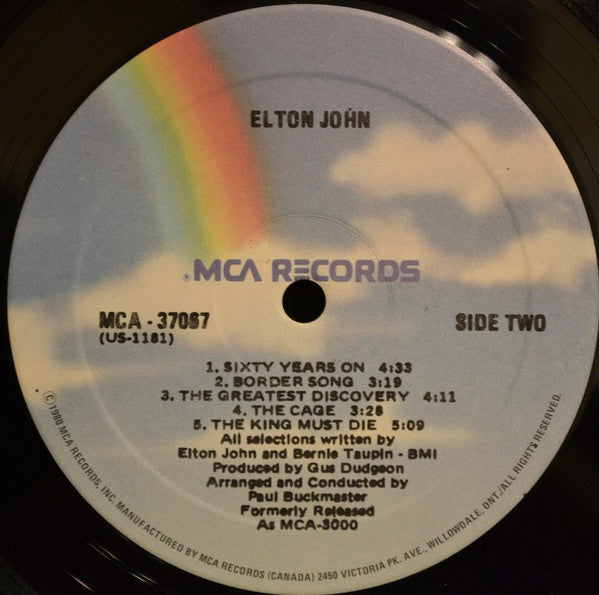 ELTON JOHN
® MCA RECORDS
MCA - 37067
(US-1181)
SIDE TWO
1. SIXTY YEARS ON 4:33
2. BORDER SONG 3:19
3. THE GREATEST DISCOVERY 4:11
4. THE CAGE 3:28
5. THE KING MUST DIE 5:09
All selections written by
Elton John and Bernie Taupin - BMI
Produced by Gus Dudgeon
Arranged and Conducted by
Paul Buckmaster
Formerly Released
As MCA-3000
© 1980 MCA RECORDS, INC. MANUFACTURED BY MCA RECORDS (CANADA) 2450 VICTORIA PK. AVE., WILLOWDALE, ONT./ALL RIGHTS RESERVED.